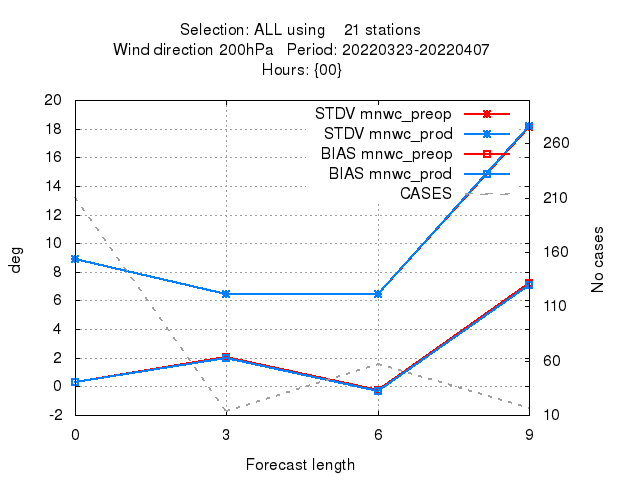 Selection: ALL using    21 stations
Wind direction 200hPa   Period: 20220323-20220407
Hours: {00}
STDV mnwc_preop
STDV mnwc_prod
BIAS mnwc_preop
BIAS mnwc_prod
CASES
20
18
16
14
12
10
8
6
4
2
0
-2
deg
260
210
160
110
60
10
No cases
0 3 6 9
Forecast length